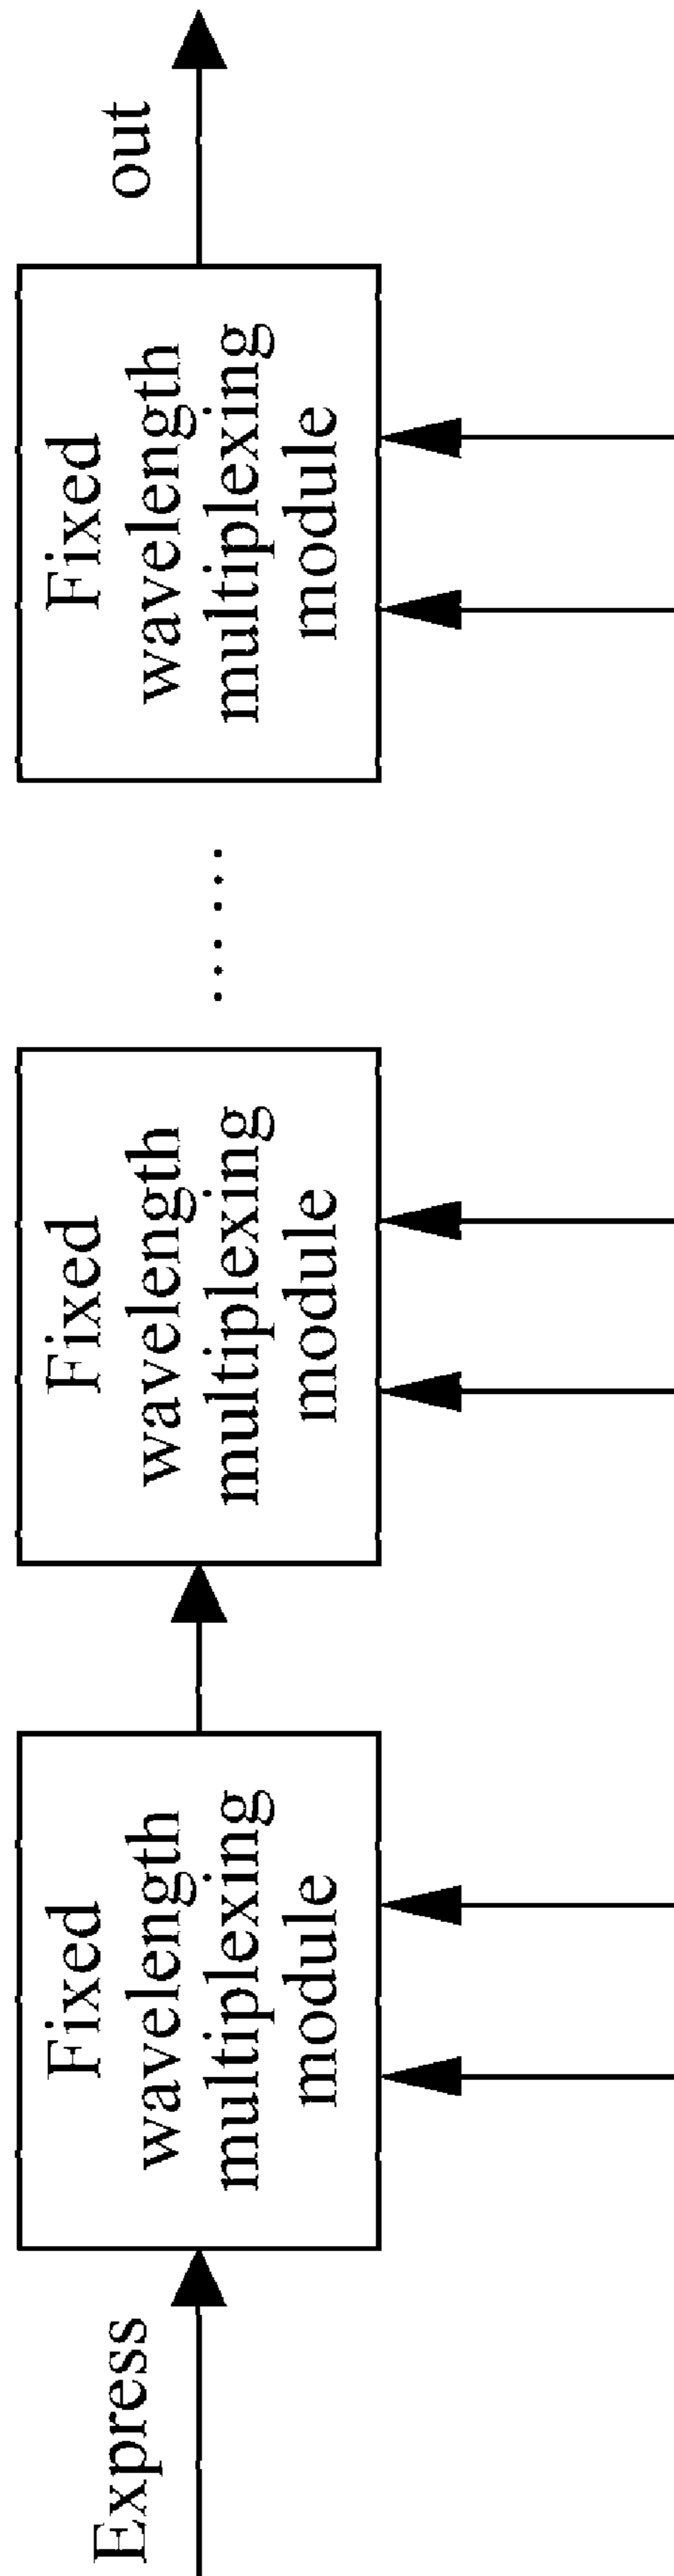 Express
Fixed
wavelength
multiplexing
module
Fixed
wavelength
multiplexing
module
......
Fixed
wavelength
multiplexing
module
out